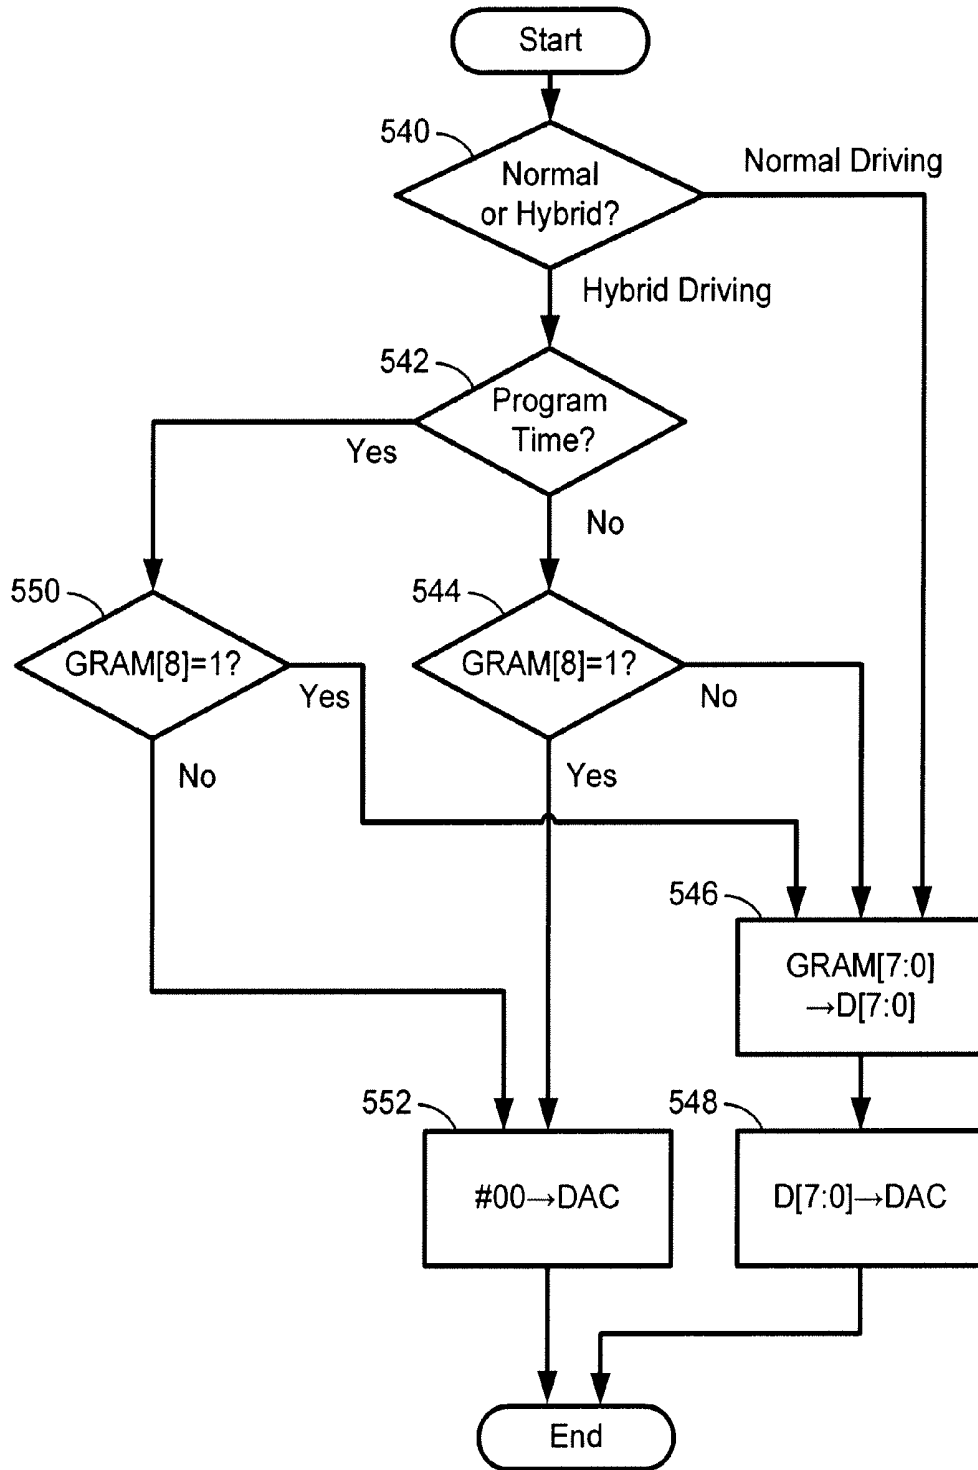 Start
540
Normal
or Hybrid?
Normal Driving
Hybrid Driving
542
Program
Time?
Yes
No
550
GRAM[8]=1?
Yes
No
544
GRAM[8]=1?
No
Yes
546
GRAM[7:0]
→D[7:0]
552
#00→DAC
548
D[7:0]→DAC
End